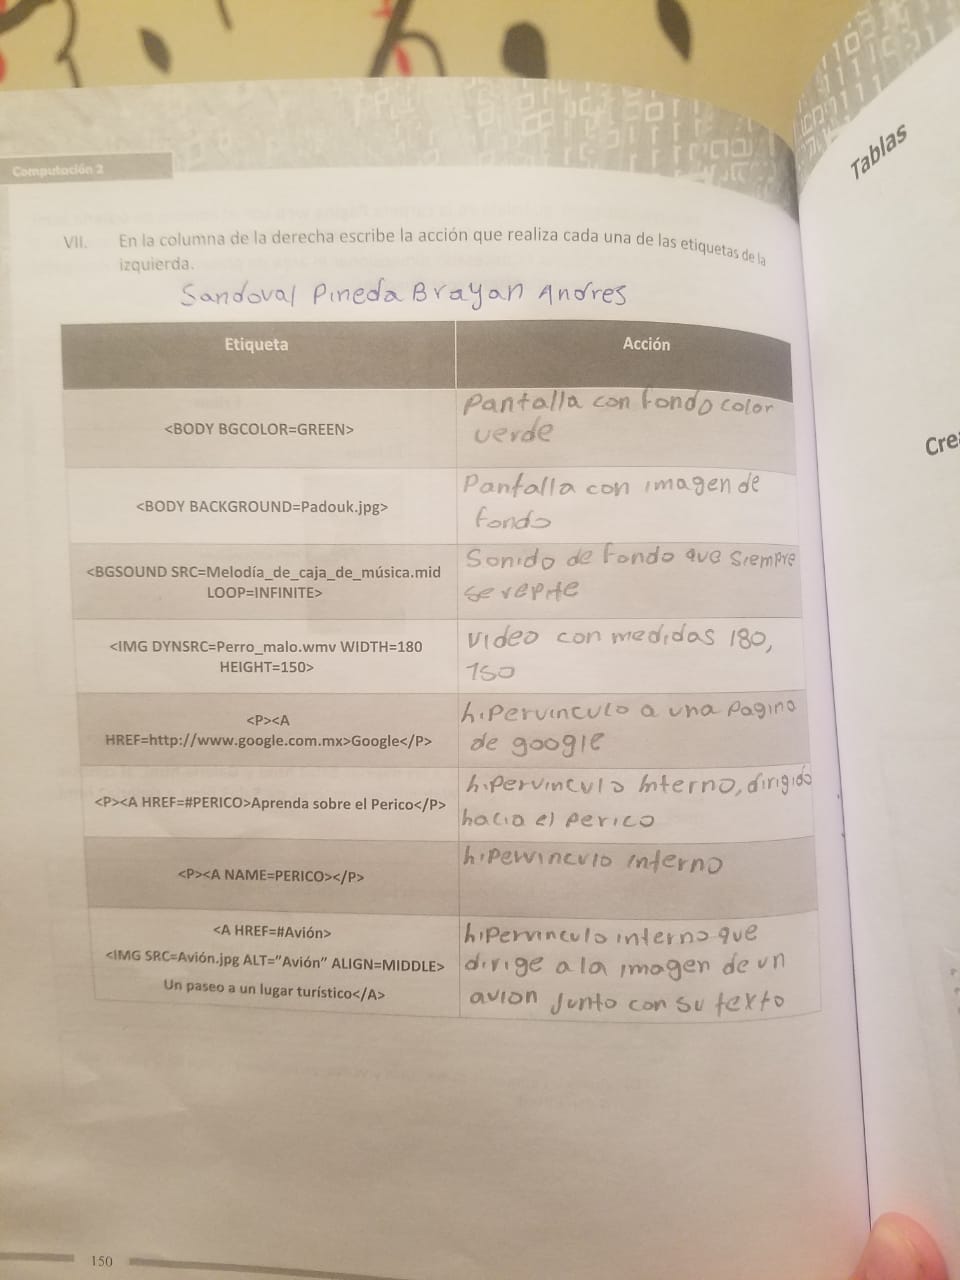 Computación 2
VII. En la columna de la derecha escribe la acción que realiza cada una de las etiquetas de la
izquierda.
Sandoval Pineda Brayan Andres
Etiqueta
Acción
<BODY BGCOLOR=GREEN>
Pantalla con fondo color
verde
<BODY BACKGROUND=Padouk.jpg>
Pantalla con imagen de
fondo
<BGSOUND SRC=Melodía_de_caja_de_música.mid
LOOP=INFINITE>
Sonido de fondo que siempre
se repite
<IMG DYNSRC=Perro_malo.wmv WIDTH=180
HEIGHT=150>
video con medidas 180,
150
<P><A
HREF=http://www.google.com.mx>Google</P>
hipervinculo a una pagina
de google
<P><A HREF=#PERICO>Aprenda sobre el Perico</P>
hipervinculo interno, dirigido
hacia el perico
<P><A NAME=PERICO></P>
hipervinculo interno
<A HREF=#Avión>
<IMG SRC=Avión.jpg ALT=”Avión” ALIGN=MIDDLE>
Un paseo a un lugar turístico</A>
hipervinculo interno que
dirige a la imagen de un
avion junto con su texto
150
Tablas
Crea